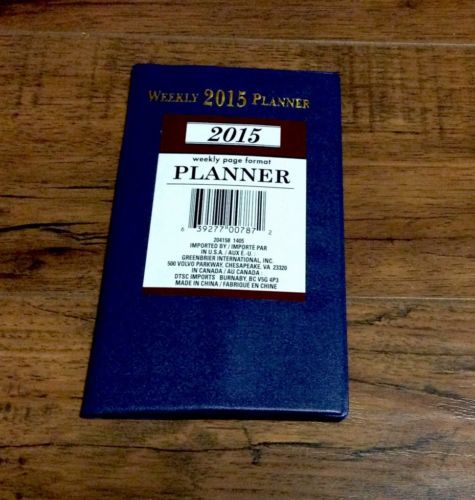 WEEKLY 2015 PLANNER
2015
weekly page format
PLANNER
6 39277 00787 2
204158 1405
IMPORTED BY / IMPORTÉ PAR
IN U.S.A. / AUX E.-U.
GREENBRIER INTERNATIONAL, INC.
500 VOLVO PARKWAY, CHESAPEAKE, VA 23320
IN CANADA / AU CANADA
DTSC IMPORTS BURNABY, BC V5G 4P3
MADE IN CHINA / FABRIQUÉ EN CHINE